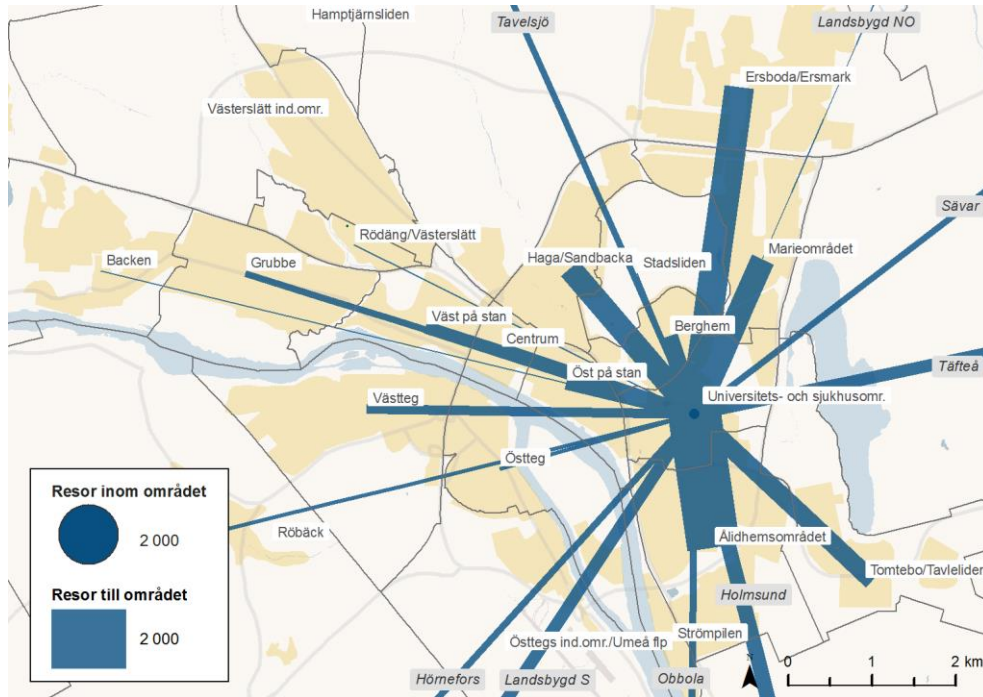 Hamptjärnsliden
Tavelsjö
Landsbygd NO
Ersboda/Ersmark
Västerslätt ind.omr.
Sävar
Rödäng/Västerslätt
Backen
Grubbe
Haga/Sandbacka
Stadsliden
Marieområdet
Väst på stan
Berghem
Centrum
Öst på stan
Täfteå
Västteg
Universitets- och sjukhusomr.
Östteg
Röbäck
Ålidhemsområdet
Tomtebo/Tavleliden
Holmsund
Strömpilen
Östtegs ind.omr./Umeå flp
Hörnefors
Landsbygd S
Obbola
Resor inom området
2 000
Resor till området
2 000
N
0 1 2 km